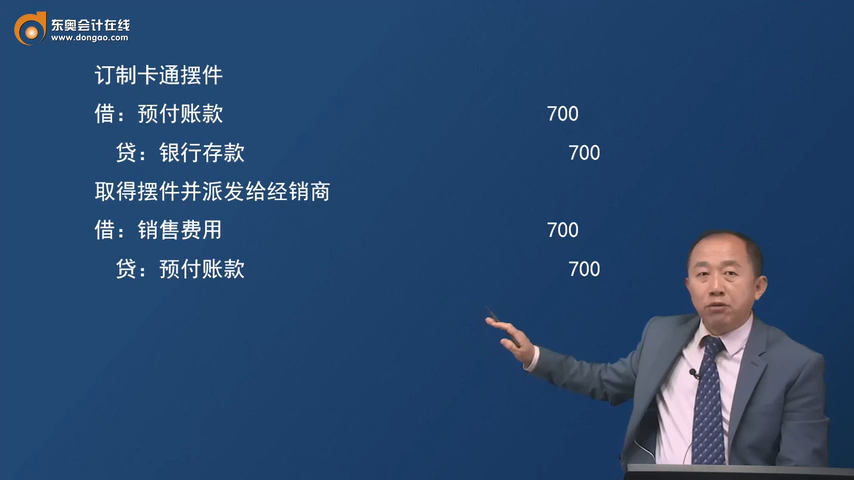 东奥会计在线
www.dongao.com
订制卡通摆件
借：预付账款 700
贷：银行存款 700
取得摆件并派发给经销商
借：销售费用 700
贷：预付账款 700